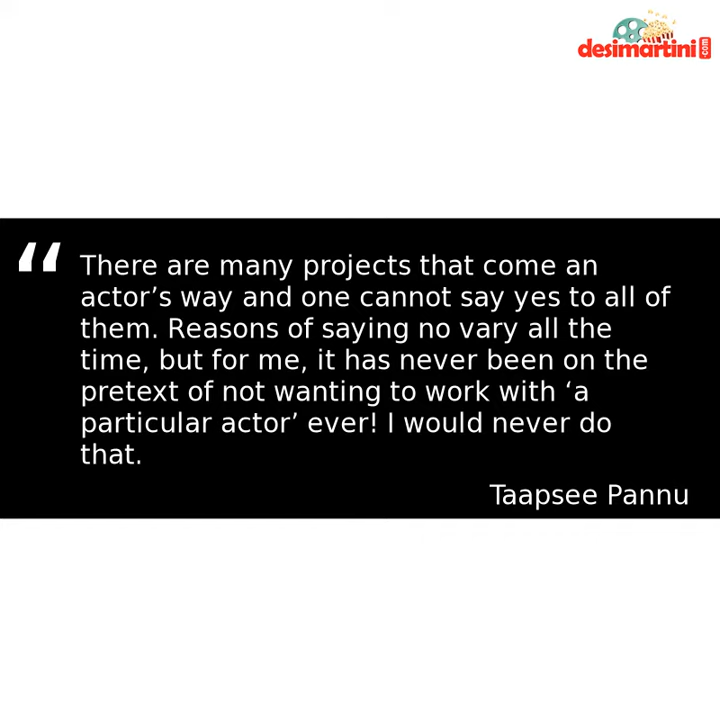 desimartini.com
“There are many projects that come an
actor’s way and one cannot say yes to all of
them. Reasons of saying no vary all the
time, but for me, it has never been on the
pretext of not wanting to work with ‘a
particular actor’ ever! I would never do
that.
Taapsee Pannu